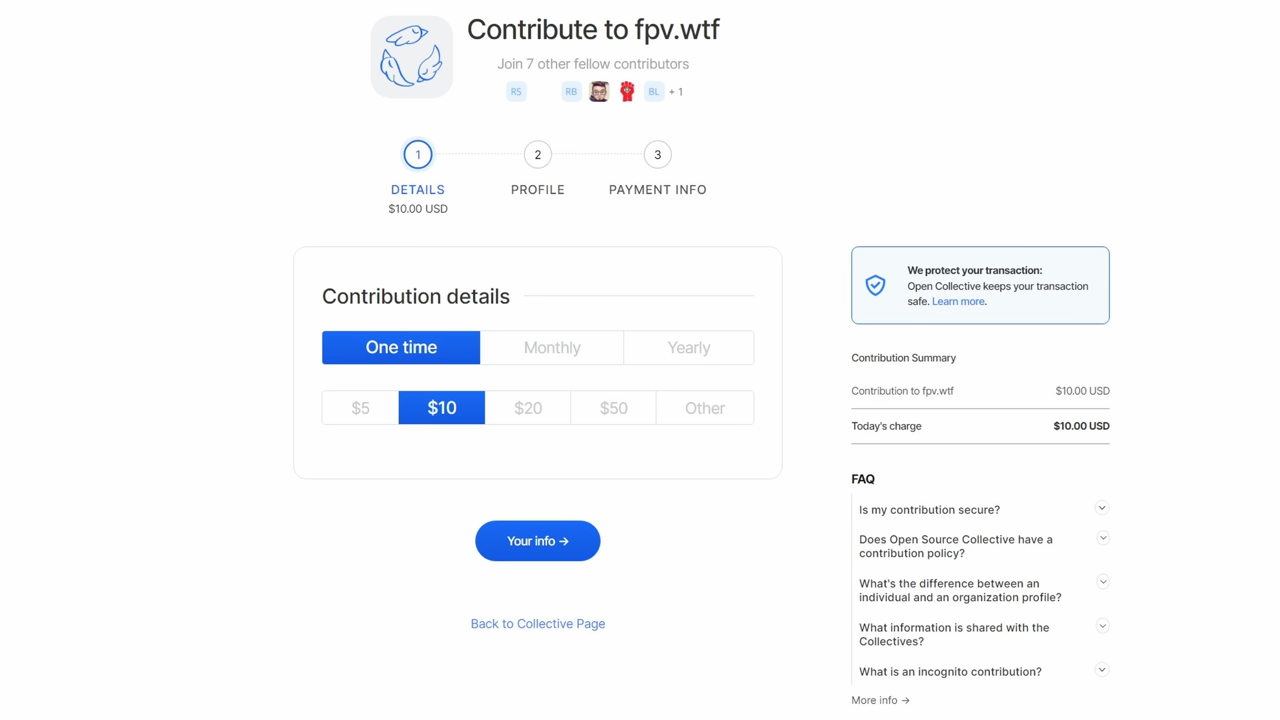 Contribute to fpv.wtf
Join 7 other fellow contributors
RS RB BL + 1
1 2 3
DETAILS PROFILE PAYMENT INFO
$10.00 USD
Contribution details
One time Monthly Yearly
$5 $10 $20 $50 Other
Your info →
Back to Collective Page
We protect your transaction:
Open Collective keeps your transaction
safe. Learn more.
Contribution Summary
Contribution to fpv.wtf $10.00 USD
Today's charge $10.00 USD
FAQ
Is my contribution secure?
Does Open Source Collective have a
contribution policy?
What's the difference between an
individual and an organization profile?
What information is shared with the
Collectives?
What is an incognito contribution?
More info →